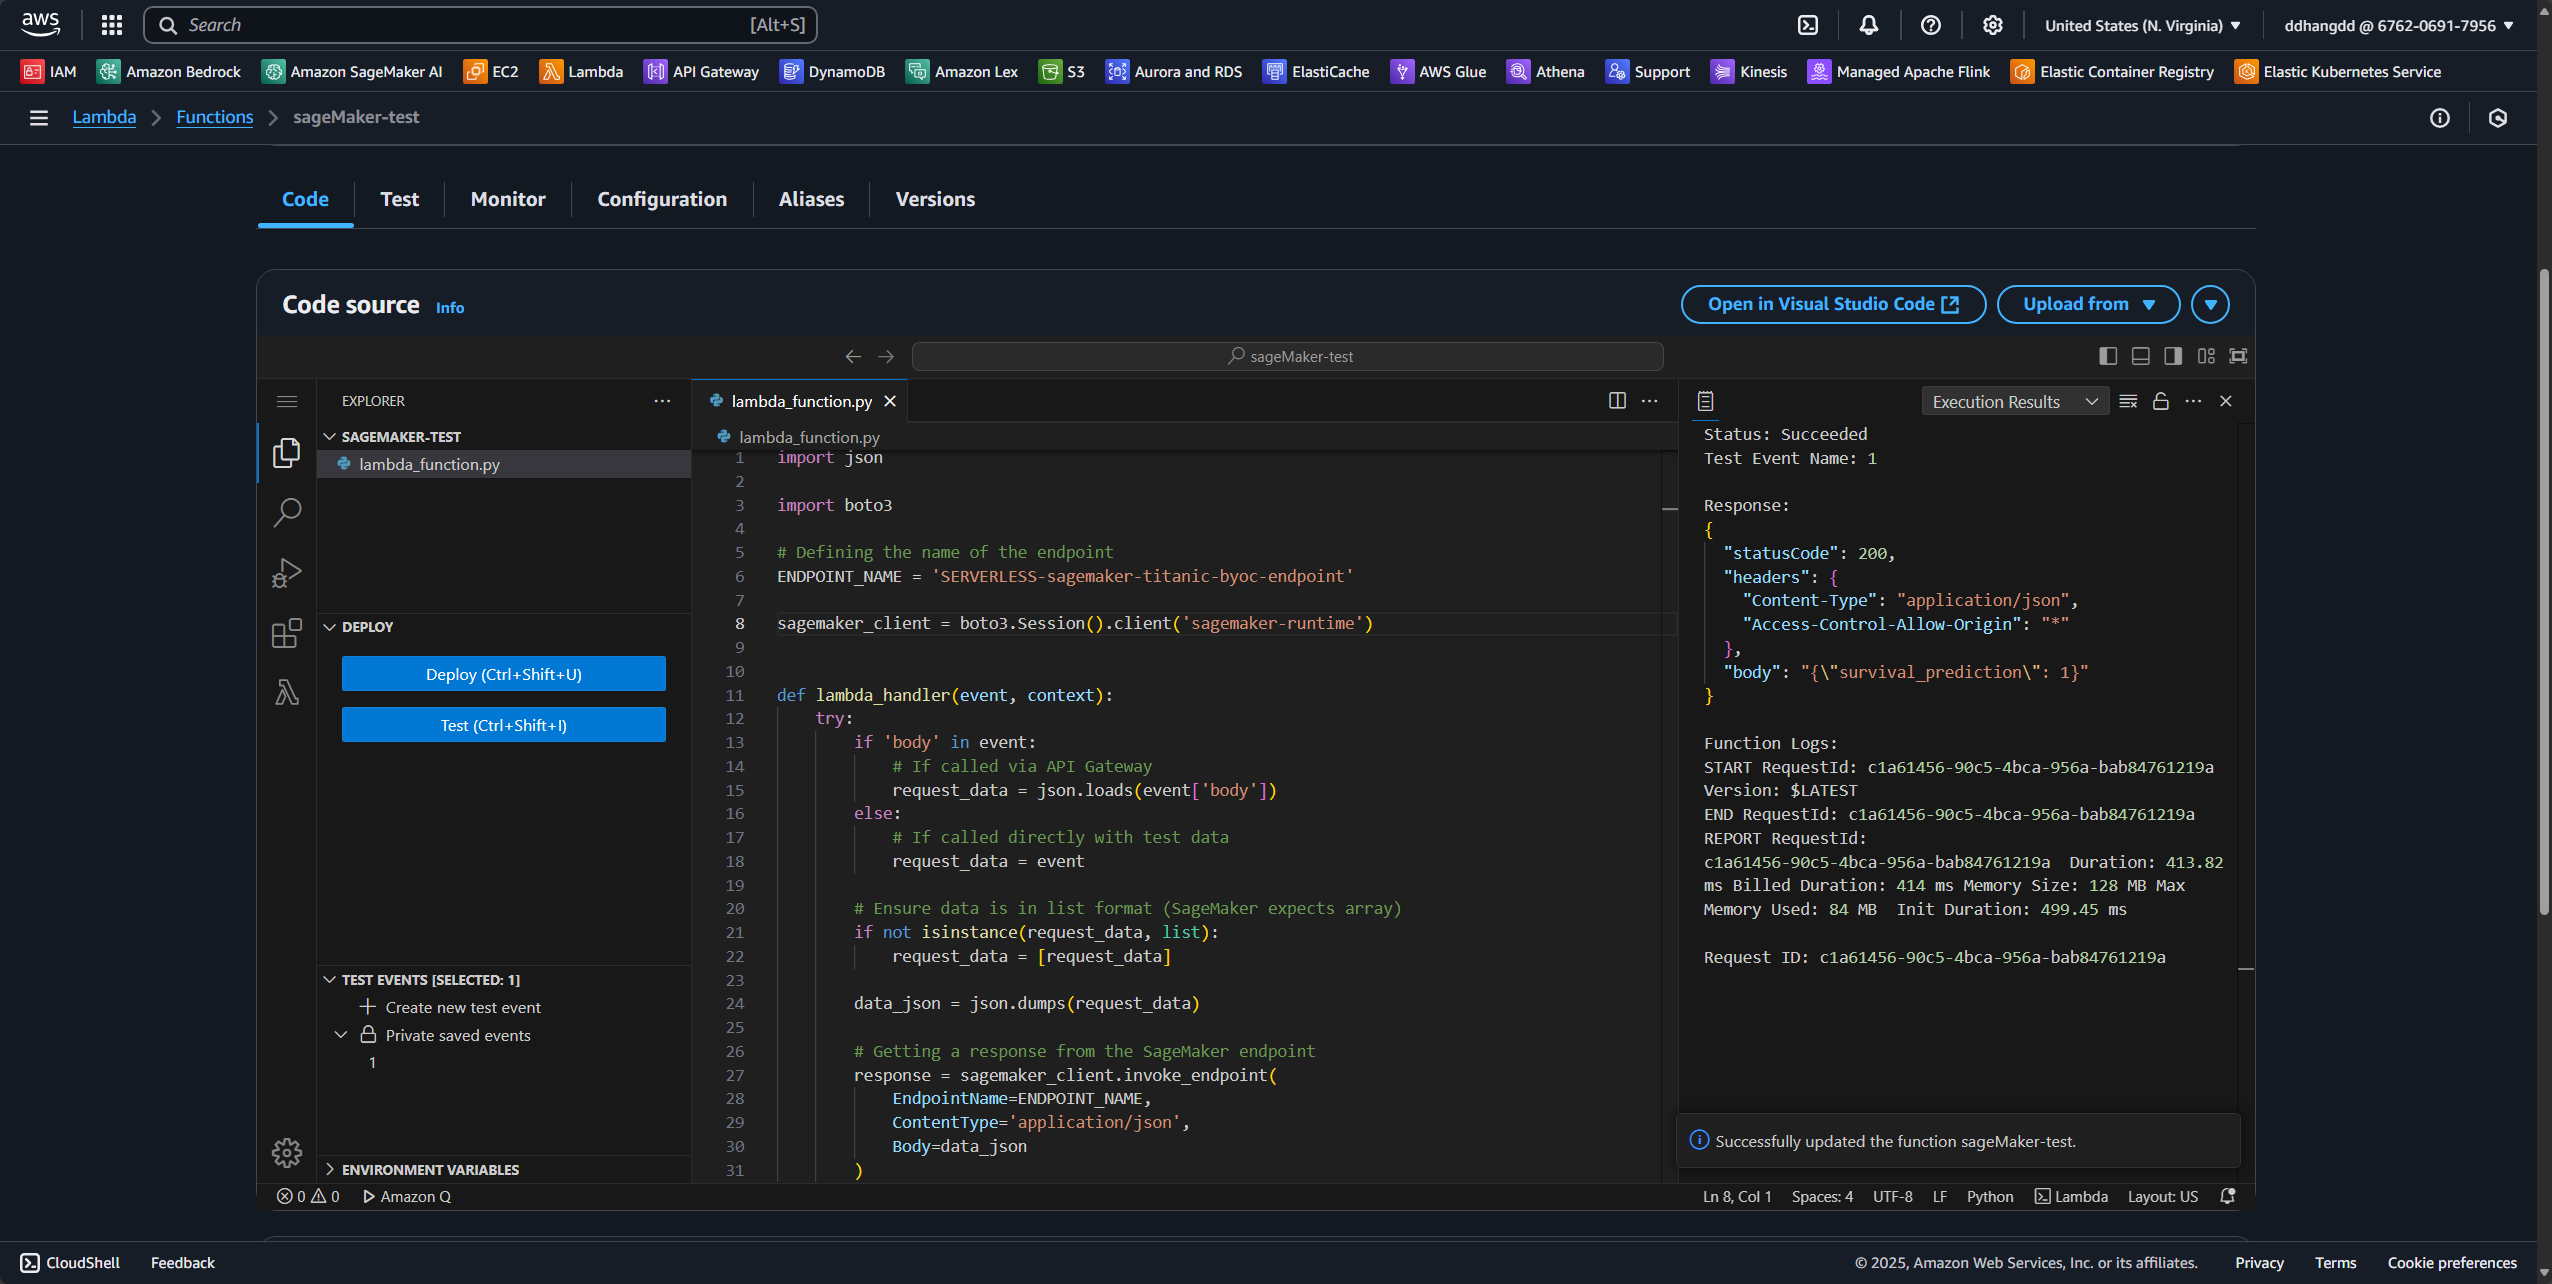 aws
Search [Alt+S]
United States (N. Virginia)
ddhangdd @ 6762-0691-7956
IAM Amazon Bedrock Amazon SageMaker AI EC2 Lambda API Gateway DynamoDB Amazon Lex S3 Aurora and RDS ElastiCache AWS Glue Athena Support Kinesis Managed Apache Flink Elastic Container Registry Elastic Kubernetes Service
Lambda > Functions > sageMaker-test
Code Test Monitor Configuration Aliases Versions
Code source Info
Open in Visual Studio Code
Upload from
sageMaker-test
EXPLORER
SAGEMAKER-TEST
lambda_function.py
DEPLOY
Deploy (Ctrl+Shift+U)
Test (Ctrl+Shift+I)
TEST EVENTS [SELECTED: 1]
Create new test event
Private saved events
1
ENVIRONMENT VARIABLES
lambda_function.py
lambda_function.py
1 import json
2
3 import boto3
4
5 # Defining the name of the endpoint
6 ENDPOINT_NAME = 'SERVERLESS-sagemaker-titanic-byoc-endpoint'
7
8 sagemaker_client = boto3.Session().client('sagemaker-runtime')
9
10
11 def lambda_handler(event, context):
12 try:
13 if 'body' in event:
14 # If called via API Gateway
15 request_data = json.loads(event['body'])
16 else:
17 # If called directly with test data
18 request_data = event
19
20 # Ensure data is in list format (SageMaker expects array)
21 if not isinstance(request_data, list):
22 request_data = [request_data]
23
24 data_json = json.dumps(request_data)
25
26 # Getting a response from the SageMaker endpoint
27 response = sagemaker_client.invoke_endpoint(
28 EndpointName=ENDPOINT_NAME,
29 ContentType='application/json',
30 Body=data_json
31 )
Execution Results
Status: Succeeded
Test Event Name: 1
Response:
{
"statusCode": 200,
"headers": {
"Content-Type": "application/json",
"Access-Control-Allow-Origin": "*"
},
"body": "{\"survival_prediction\": 1}"
}
Function Logs:
START RequestId: c1a61456-90c5-4bca-956a-bab84761219a
Version: $LATEST
END RequestId: c1a61456-90c5-4bca-956a-bab84761219a
REPORT RequestId:
c1a61456-90c5-4bca-956a-bab84761219a Duration: 413.82
ms Billed Duration: 414 ms Memory Size: 128 MB Max
Memory Used: 84 MB Init Duration: 499.45 ms
Request ID: c1a61456-90c5-4bca-956a-bab84761219a
Successfully updated the function sageMaker-test.
0 0 Amazon Q
Ln 8, Col 1 Spaces: 4 UTF-8 LF Python Lambda Layout: US
CloudShell Feedback
© 2025, Amazon Web Services, Inc. or its affiliates. Privacy Terms Cookie preferences